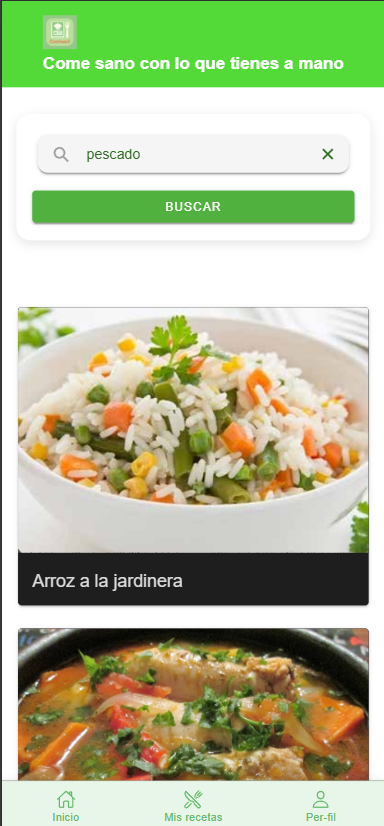 Come sano con lo que tienes a mano
pescado
BUSCAR
Arroz a la jardinera
Inicio
Mis recetas
Per-fil